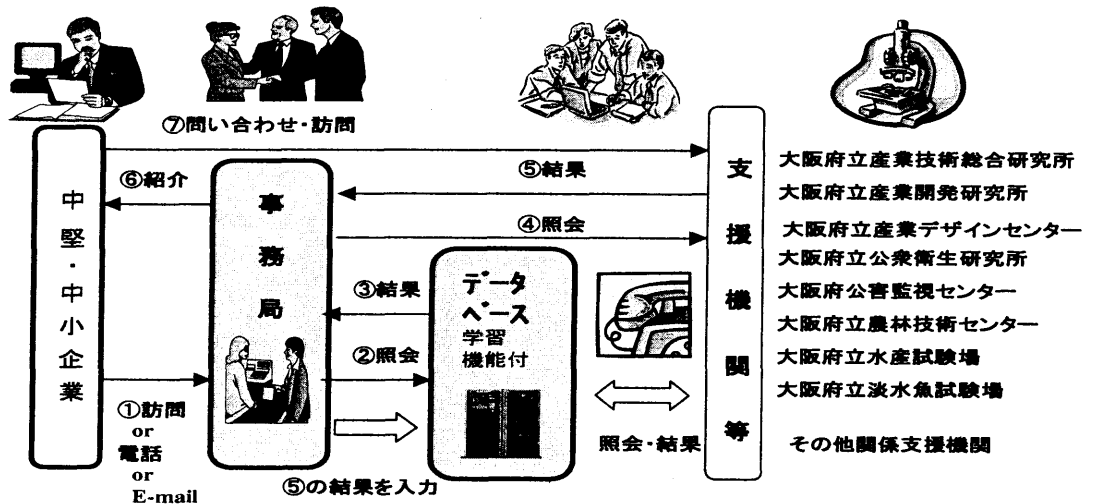 ⑦問い合わせ・訪問
⑤結果
⑥紹介
④照会
③結果
②照会
①訪問
or
電話
or
E-mail
⑤の結果を入力
中堅・中小企業
事務局
データ
ベース
学習
機能付
照会・結果
支援機関等
大阪府立産業技術総合研究所
大阪府立産業開発研究所
大阪府立産業デザインセンター
大阪府立公衆衛生研究所
大阪府公害監視センター
大阪府立農林技術センター
大阪府立水産試験場
大阪府立淡水魚試験場
その他関係支援機関